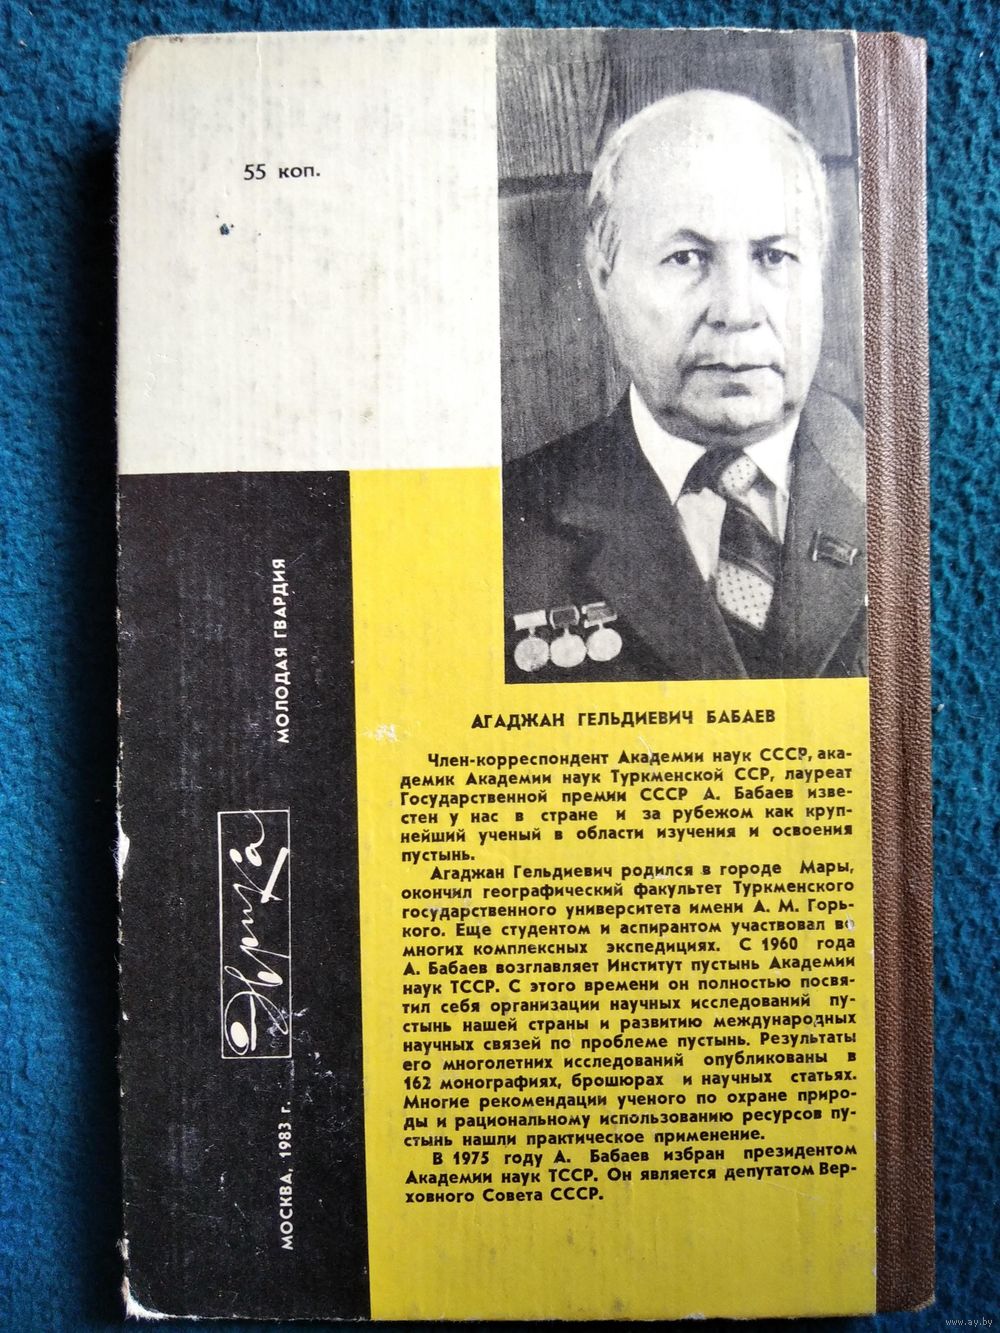 55 коп.
МОЛОДАЯ ГВАРДИЯ
Эврика
МОСКВА, 1983 г.
АГАДЖАН ГЕЛЬДИЕВИЧ БАБАЕВ
Член-корреспондент Академии наук СССР, ака-
демик Академии наук Туркменской ССР, лауреат
Государственной премии СССР А. Бабаев изве-
стен у нас в стране и за рубежом как круп-
нейший ученый в области изучения и освоения
пустынь.
Агаджан Гельдиевич родился в городе Мары,
окончил географический факультет Туркменского
государственного университета имени А. М. Горь-
кого. Еще студентом и аспирантом участвовал во
многих комплексных экспедициях. С 1960 года
А. Бабаев возглавляет Институт пустынь Академии
наук ТССР. С этого времени он полностью посвя-
тил себя организации научных исследований пу-
стынь нашей страны и развитию международных
научных связей по проблеме пустынь. Результаты
его многолетних исследований опубликованы в
162 монографиях, брошюрах и научных статьях.
Многие рекомендации ученого по охране приро-
ды и рациональному использованию ресурсов пу-
стынь нашли практическое применение.
В 1975 году А. Бабаев избран президентом
Академии наук ТССР. Он является депутатом Вер-
ховного Совета СССР.
www.ay.by